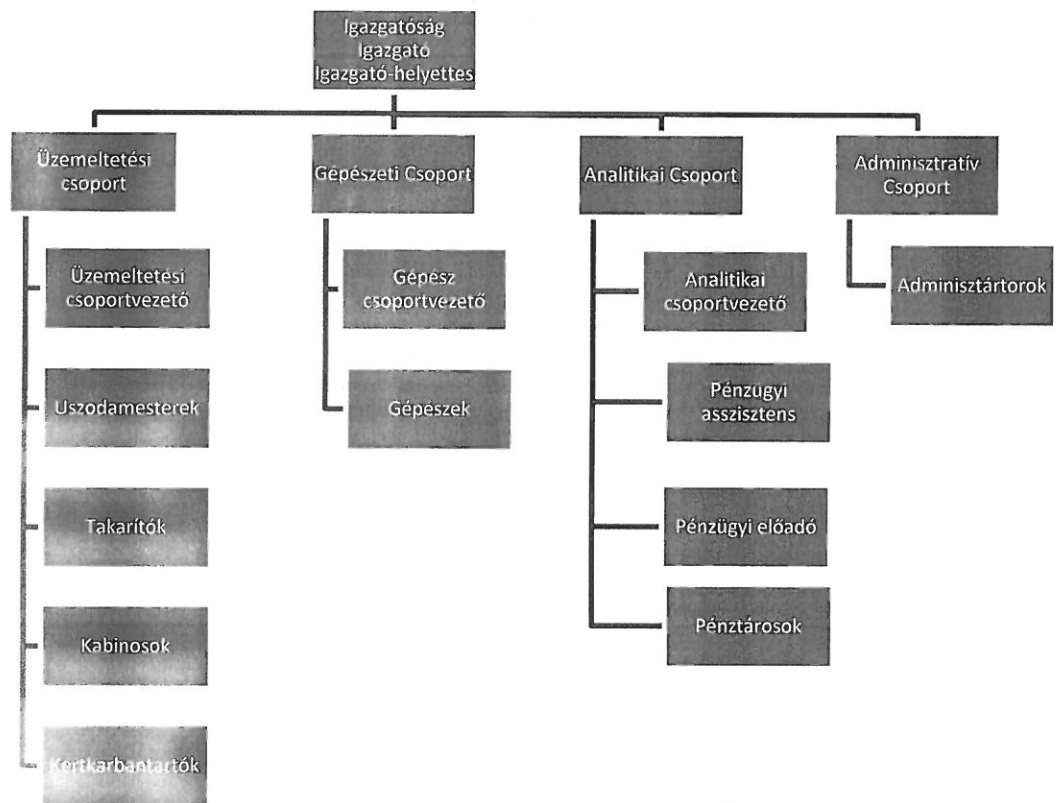 Igazgatóság
Igazgató
Igazgató-helyettes
Üzemeltetési
csoport
Gépészeti Csoport
Analitikai Csoport
Adminisztratív
Csoport
Üzemeltetési
csoportvezető
Uszodamesterek
Takarítók
Kabinosok
Kertkarbantartók
Gépész
csoportvezető
Gépészek
Analitikai
csoportvezető
Pénzügyi
asszisztens
Pénzügyi előadó
Pénztárosok
Adminisztártorok